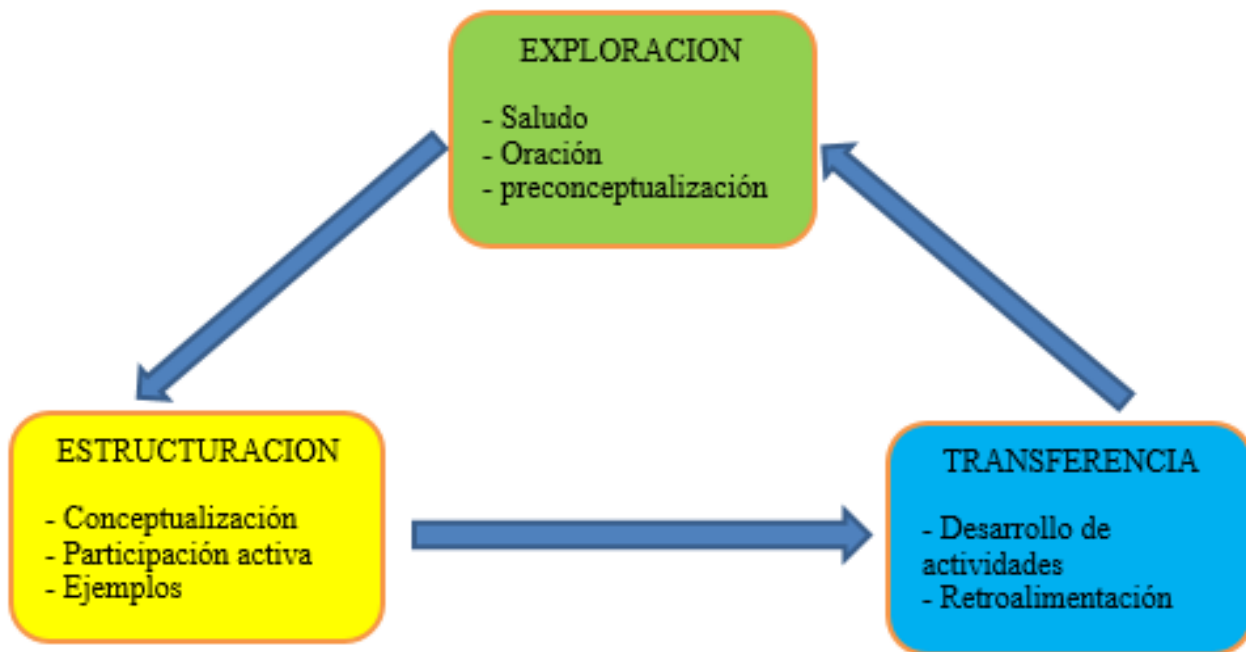 EXPLORACION
- Saludo
- Oración
- preconceptualización
ESTRUCTURACION
- Conceptualización
- Participación activa
- Ejemplos
TRANSFERENCIA
- Desarrollo de
actividades
- Retroalimentación